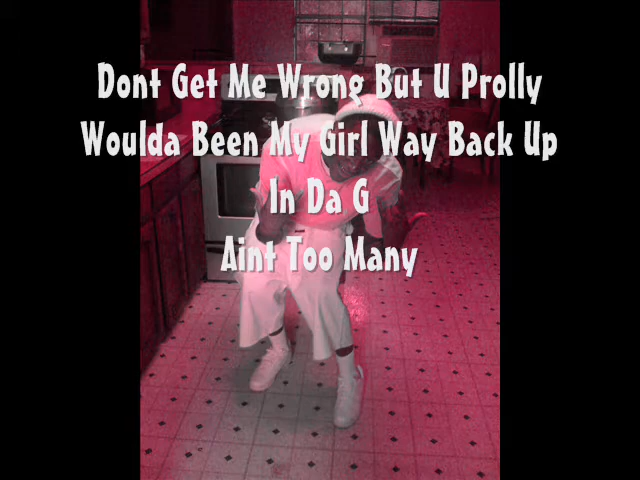 Dont Get Me Wrong But U Prolly
Woulda Been My Girl Way Back Up
In Da G
Aint Too Many